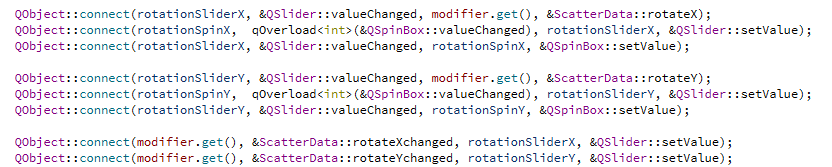 QObject::connect(rotationSliderX, &QSlider::valueChanged, modifier.get(), &ScatterData::rotateX);
QObject::connect(rotationSpinX,  qOverload<int>(&QSpinBox::valueChanged), rotationSliderX, &QSlider::setValue);
QObject::connect(rotationSliderX, &QSlider::valueChanged, rotationSpinX, &QSpinBox::setValue);

QObject::connect(rotationSliderY, &QSlider::valueChanged, modifier.get(), &ScatterData::rotateY);
QObject::connect(rotationSpinY,  qOverload<int>(&QSpinBox::valueChanged), rotationSliderY, &QSlider::setValue);
QObject::connect(rotationSliderY, &QSlider::valueChanged, rotationSpinY, &QSpinBox::setValue);

QObject::connect(modifier.get(), &ScatterData::rotateXchanged, rotationSliderX, &QSlider::setValue);
QObject::connect(modifier.get(), &ScatterData::rotateYchanged, rotationSliderY, &QSlider::setValue);